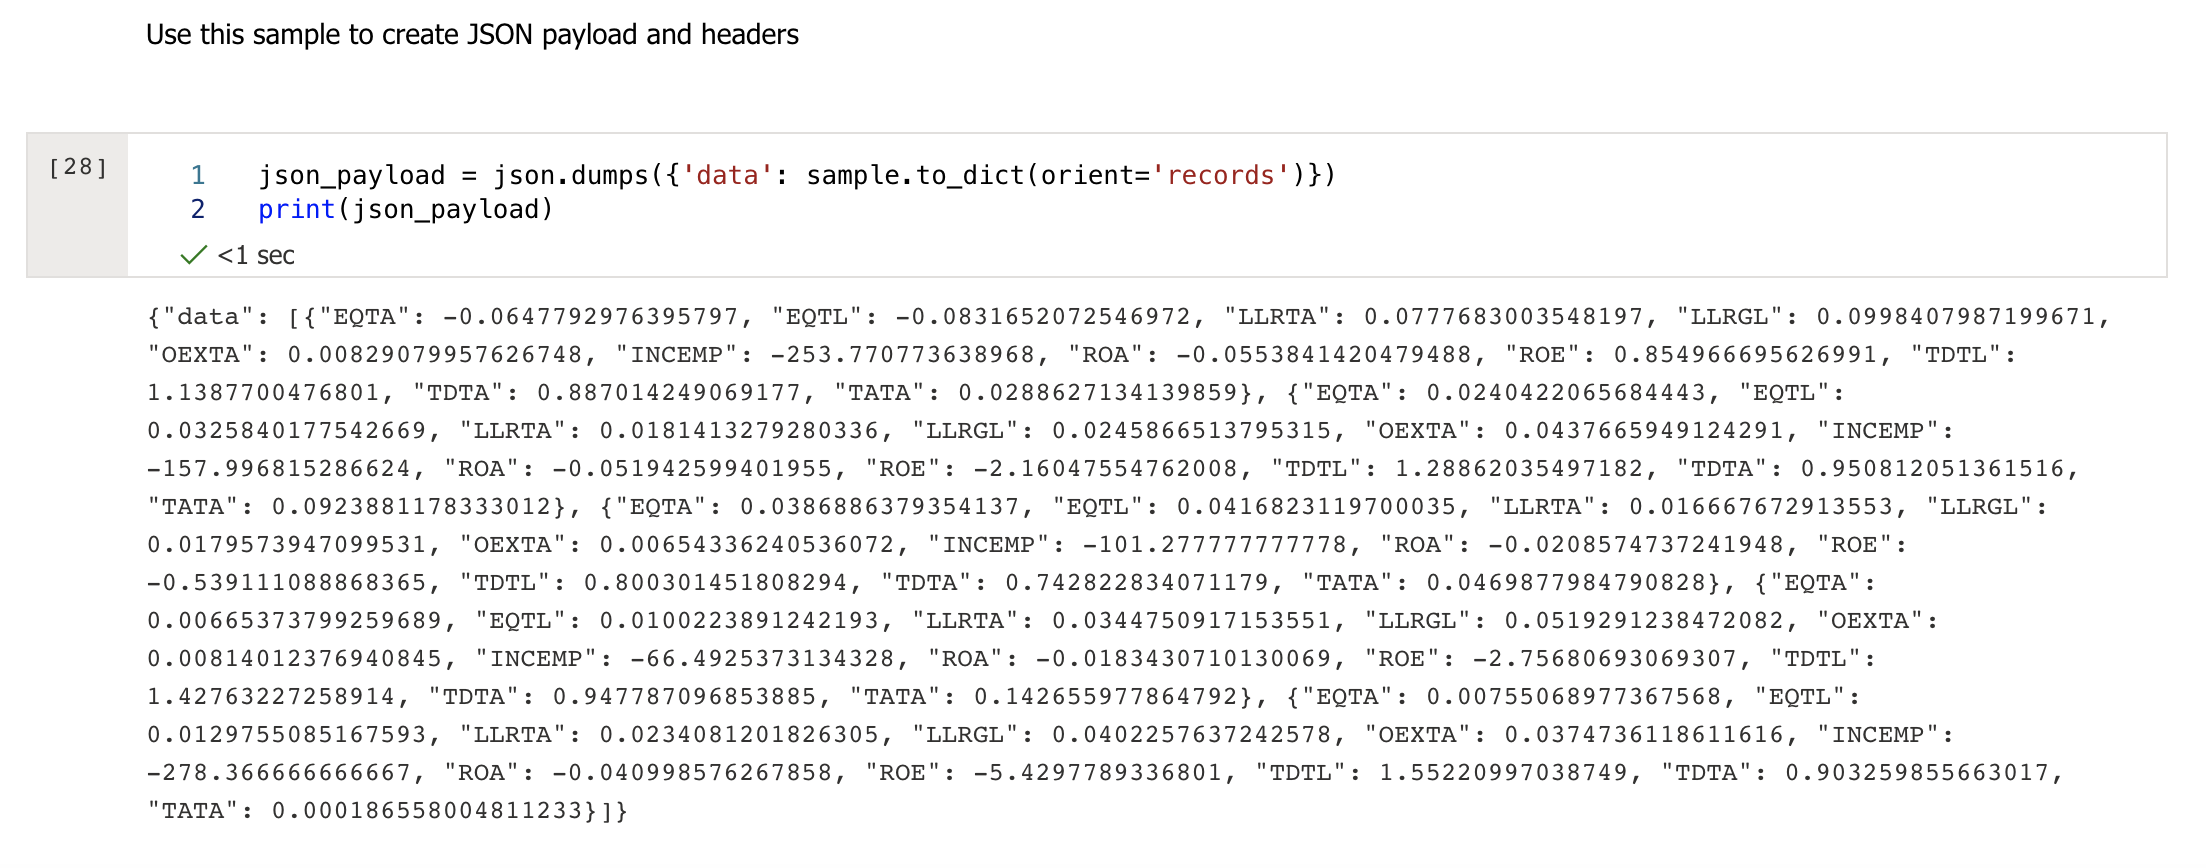 Use this sample to create JSON payload and headers
[28]
1 json_payload = json.dumps({'data': sample.to_dict(orient='records')})
2 print(json_payload)
<1 sec
{"data": [{"EQTA": -0.0647792976395797, "EQTL": -0.0831652072546972, "LLRTA": 0.0777683003548197, "LLRGL": 0.0998407987199671,
"OEXTA": 0.00829079957626748, "INCEMP": -253.770773638968, "ROA": -0.0553841420479488, "ROE": 0.854966695626991, "TDTL":
1.1387700476801, "TDTA": 0.887014249069177, "TATA": 0.0288627134139859}, {"EQTA": 0.0240422065684443, "EQTL":
0.0325840177542669, "LLRTA": 0.0181413279280336, "LLRGL": 0.0245866513795315, "OEXTA": 0.0437665949124291, "INCEMP":
-157.996815286624, "ROA": -0.051942599401955, "ROE": -2.16047554762008, "TDTL": 1.28862035497182, "TDTA": 0.950812051361516,
"TATA": 0.0923881178333012}, {"EQTA": 0.0386886379354137, "EQTL": 0.0416823119700035, "LLRTA": 0.016667672913553, "LLRGL":
0.0179573947099531, "OEXTA": 0.00654336240536072, "INCEMP": -101.277777777778, "ROA": -0.0208574737241948, "ROE":
-0.539111088868365, "TDTL": 0.800301451808294, "TDTA": 0.742822834071179, "TATA": 0.0469877984790828}, {"EQTA":
0.00665373799259689, "EQTL": 0.0100223891242193, "LLRTA": 0.0344750917153551, "LLRGL": 0.0519291238472082, "OEXTA":
0.00814012376940845, "INCEMP": -66.4925373134328, "ROA": -0.0183430710130069, "ROE": -2.75680693069307, "TDTL":
1.42763227258914, "TDTA": 0.947787096853885, "TATA": 0.142655977864792}, {"EQTA": 0.00755068977367568, "EQTL":
0.0129755085167593, "LLRTA": 0.0234081201826305, "LLRGL": 0.0402257637242578, "OEXTA": 0.0374736118611616, "INCEMP":
-278.366666666667, "ROA": -0.040998576267858, "ROE": -5.4297789336801, "TDTL": 1.55220997038749, "TDTA": 0.903259855663017,
"TATA": 0.000186558004811233}]}